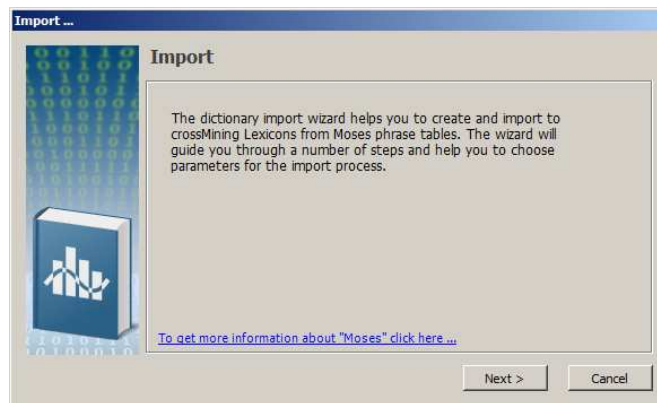 Import ...
Import
The dictionary import wizard helps you to create and import to
crossMining Lexicons from Moses phrase tables. The wizard will
guide you through a number of steps and help you to choose
parameters for the import process.
To get more information about "Moses" click here ...
Next >
Cancel